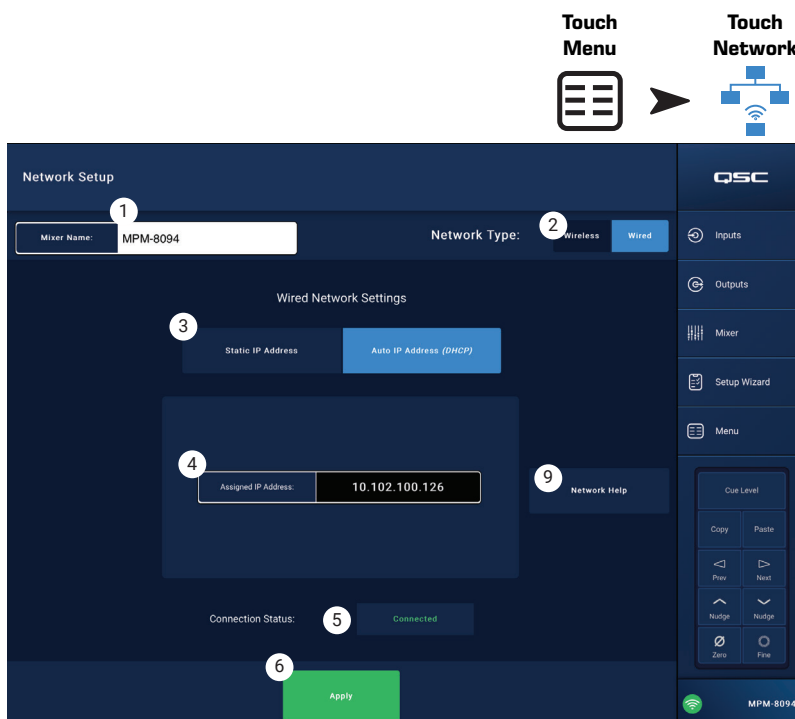 Touch Menu
Touch Network
Network Setup
QSC
1
Mixer Name: MPM-8094
Network Type: 2 Wireless Wired
Inputs
Outputs
Wired Network Settings
3
Static IP Address Auto IP Address (DHCP)
Mixer
Setup Wizard
Menu
4
Assigned IP Address: 10.102.100.126
9
Network Help
Cue Level
Copy Paste
Prev Next
Nudge Nudge
Zero Fine
Connection Status: 5 Connected
6
Apply
MPM-8094